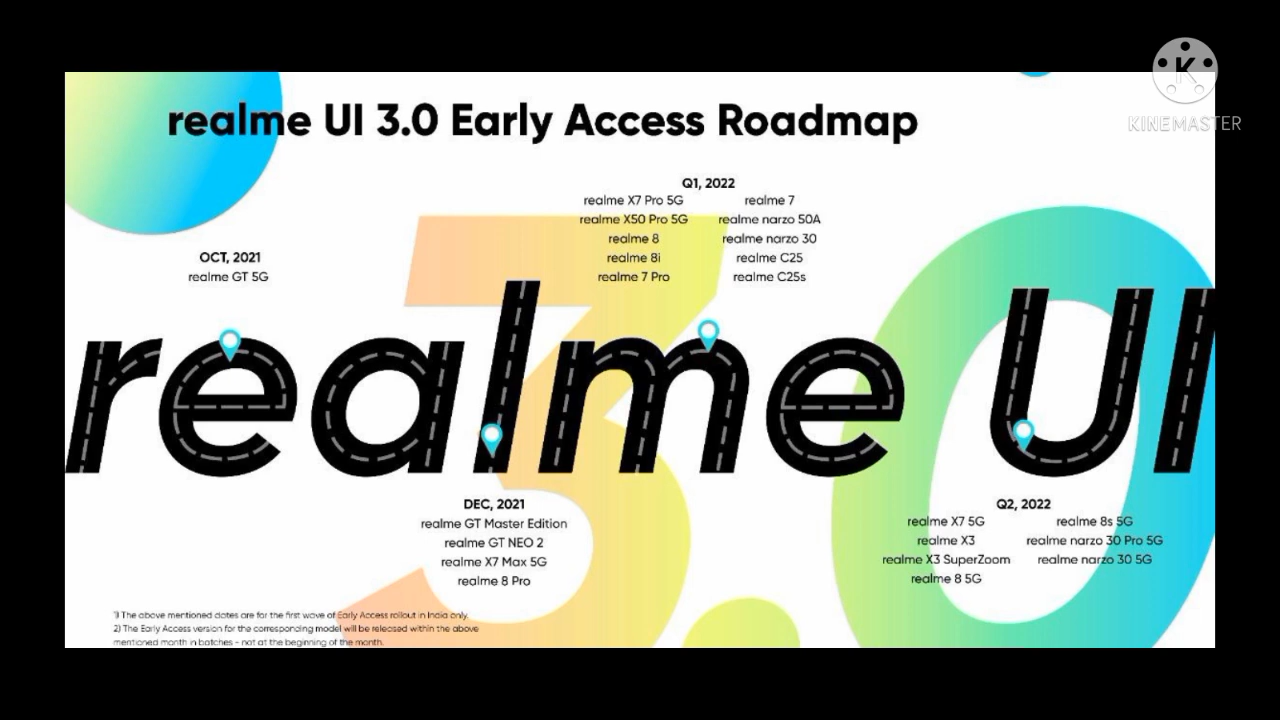 KINEMASTER
realme UI 3.0 Early Access Roadmap
OCT, 2021
realme GT 5G
Q1, 2022
realme X7 Pro 5G
realme X50 Pro 5G
realme 8
realme 8i
realme 7 Pro
realme 7
realme narzo 50A
realme narzo 30
realme C25
realme C25s
realme UI
3.0
DEC, 2021
realme GT Master Edition
realme GT NEO 2
realme X7 Max 5G
realme 8 Pro
Q2, 2022
realme X7 5G
realme X3
realme X3 SuperZoom
realme 8 5G
realme 8s 5G
realme narzo 30 Pro 5G
realme narzo 30 5G
1) The above mentioned dates are for the first wave of Early Access rollout in India only.
2) The Early Access version for the corresponding model will be released within the above
mentioned month in batches - not at the beginning of the month.